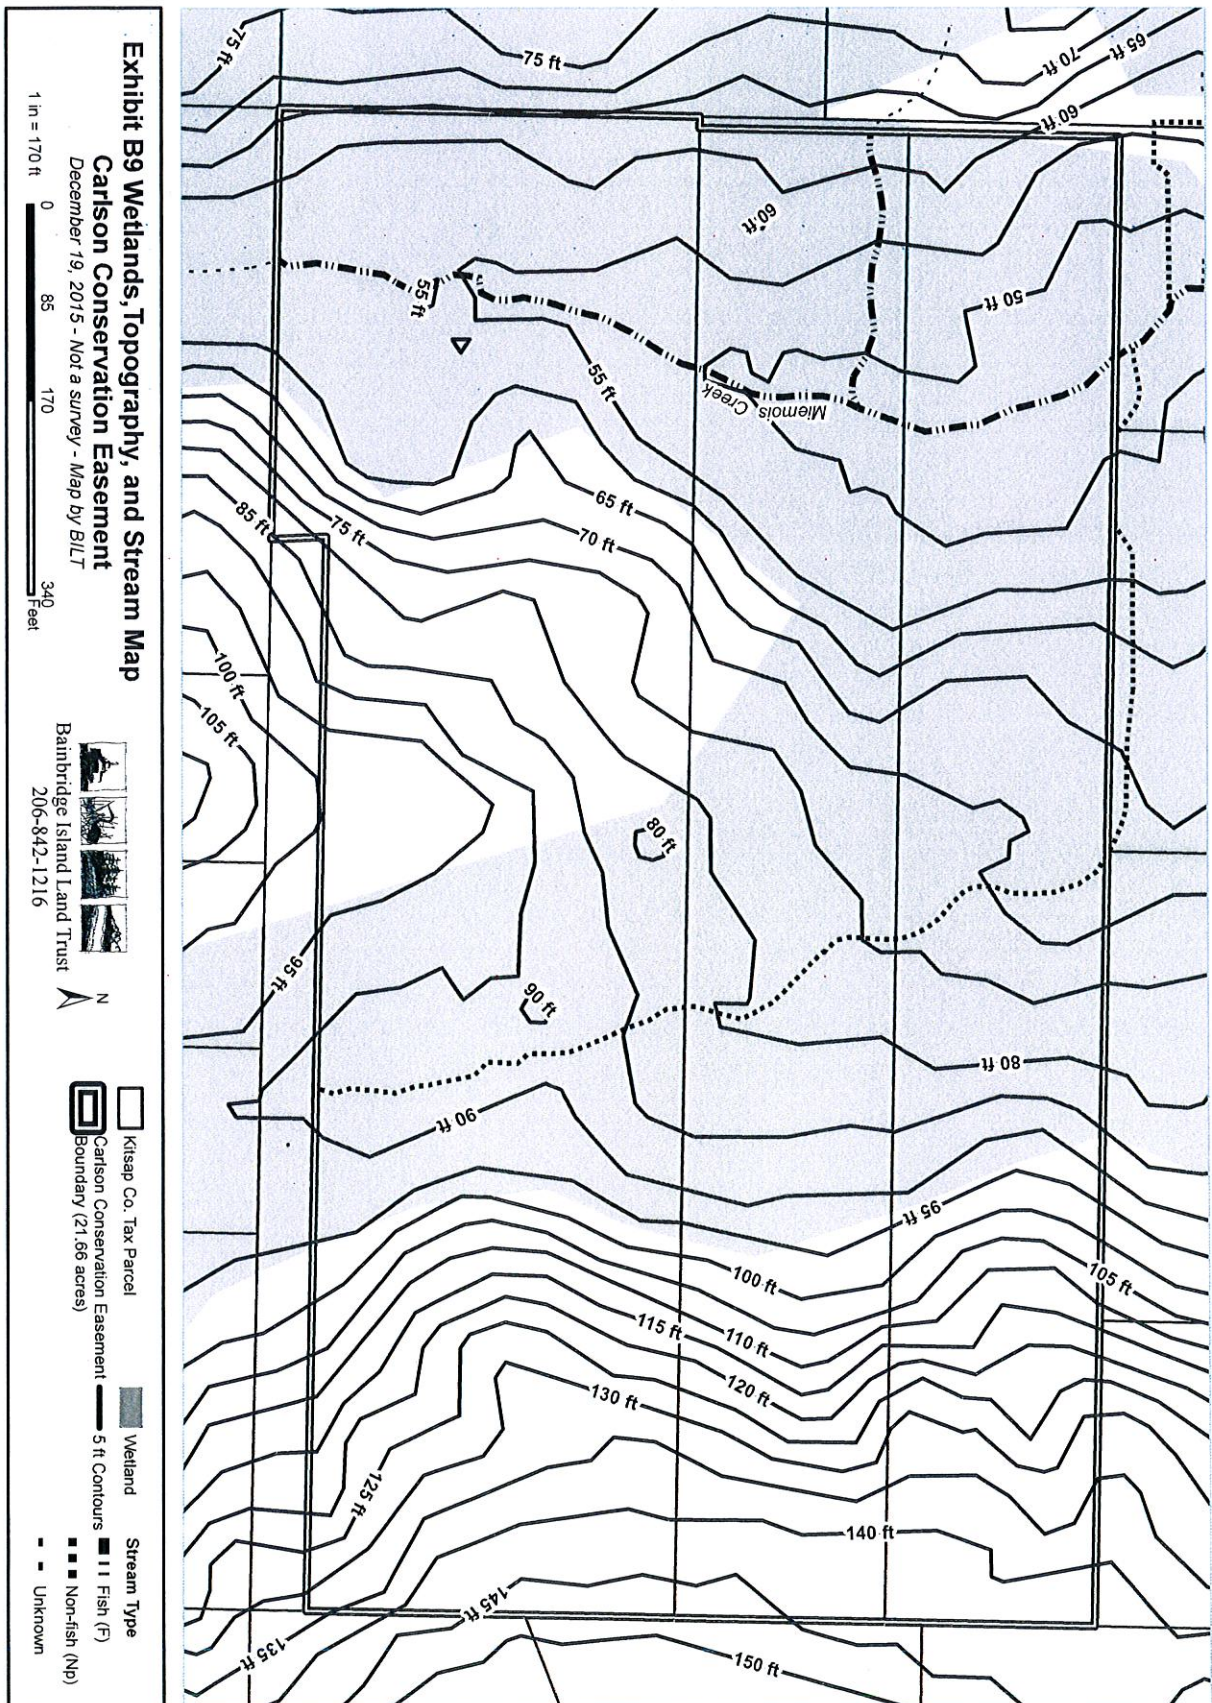 Exhibit B9 Wetlands, Topography, and Stream Map
Carlson Conservation Easement
December 19, 2015 - Not a survey - Map by BILT
1 in = 170 ft
0
85
170
340
Feet
Bainbridge Island Land Trust
206-842-1216
N
Kitsap Co. Tax Parcel
Carlson Conservation Easement
Boundary (21.66 acres)
Wetland
5 ft Contours
Stream Type
Fish (F)
Non-fish (Np)
Unknown
75 ft
75 ft
70 ft
65 ft
60 ft
60 ft
50 ft
55 ft
55 ft
Miemois
Creek
65 ft
70 ft
75 ft
85 ft
100 ft
105 ft
80 ft
95 ft
90 ft
80 ft
90 ft
95 ft
100 ft
105 ft
110 ft
115 ft
120 ft
130 ft
125 ft
140 ft
145 ft
135 ft
150 ft